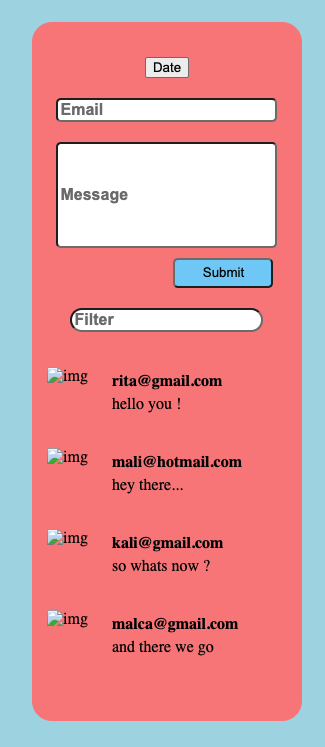 Date
Email
Message
Submit
Filter
img
rita@gmail.com
hello you !
img
mali@hotmail.com
hey there...
img
kali@gmail.com
so whats now ?
img
malca@gmail.com
and there we go